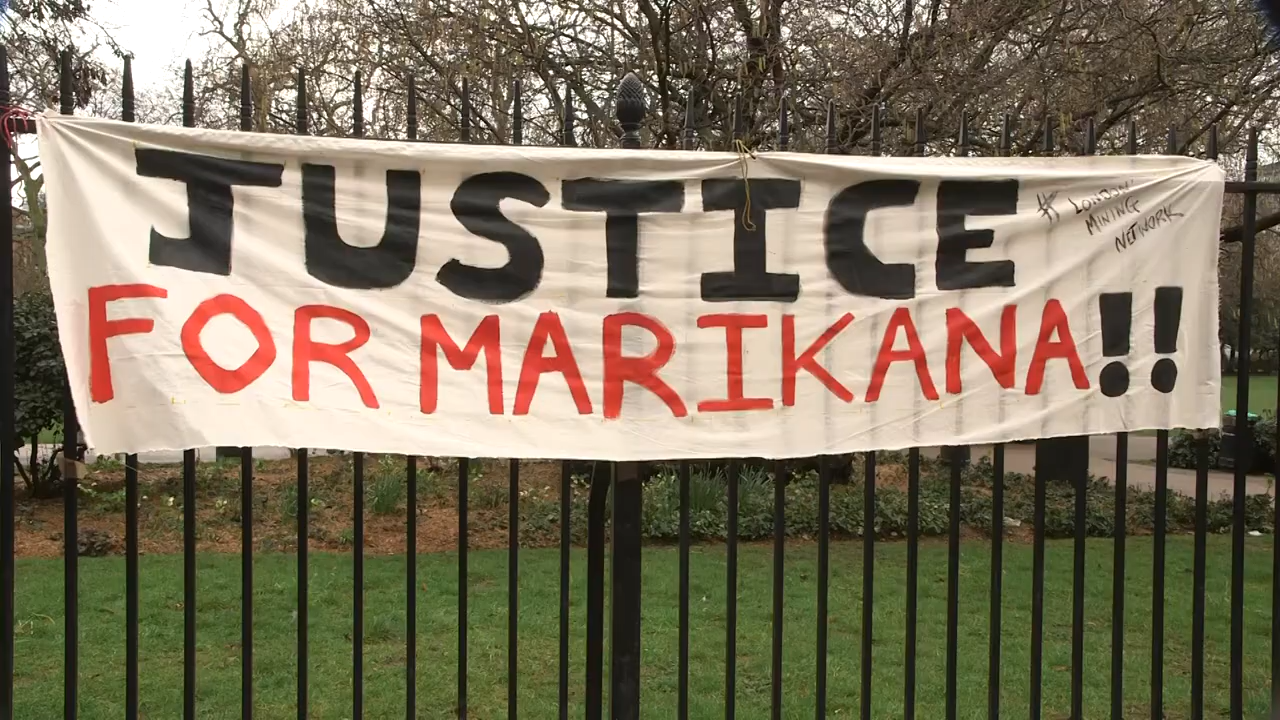 JUSTICE
FOR MARIKANA!!
# LONDON
MINING
NETWORK